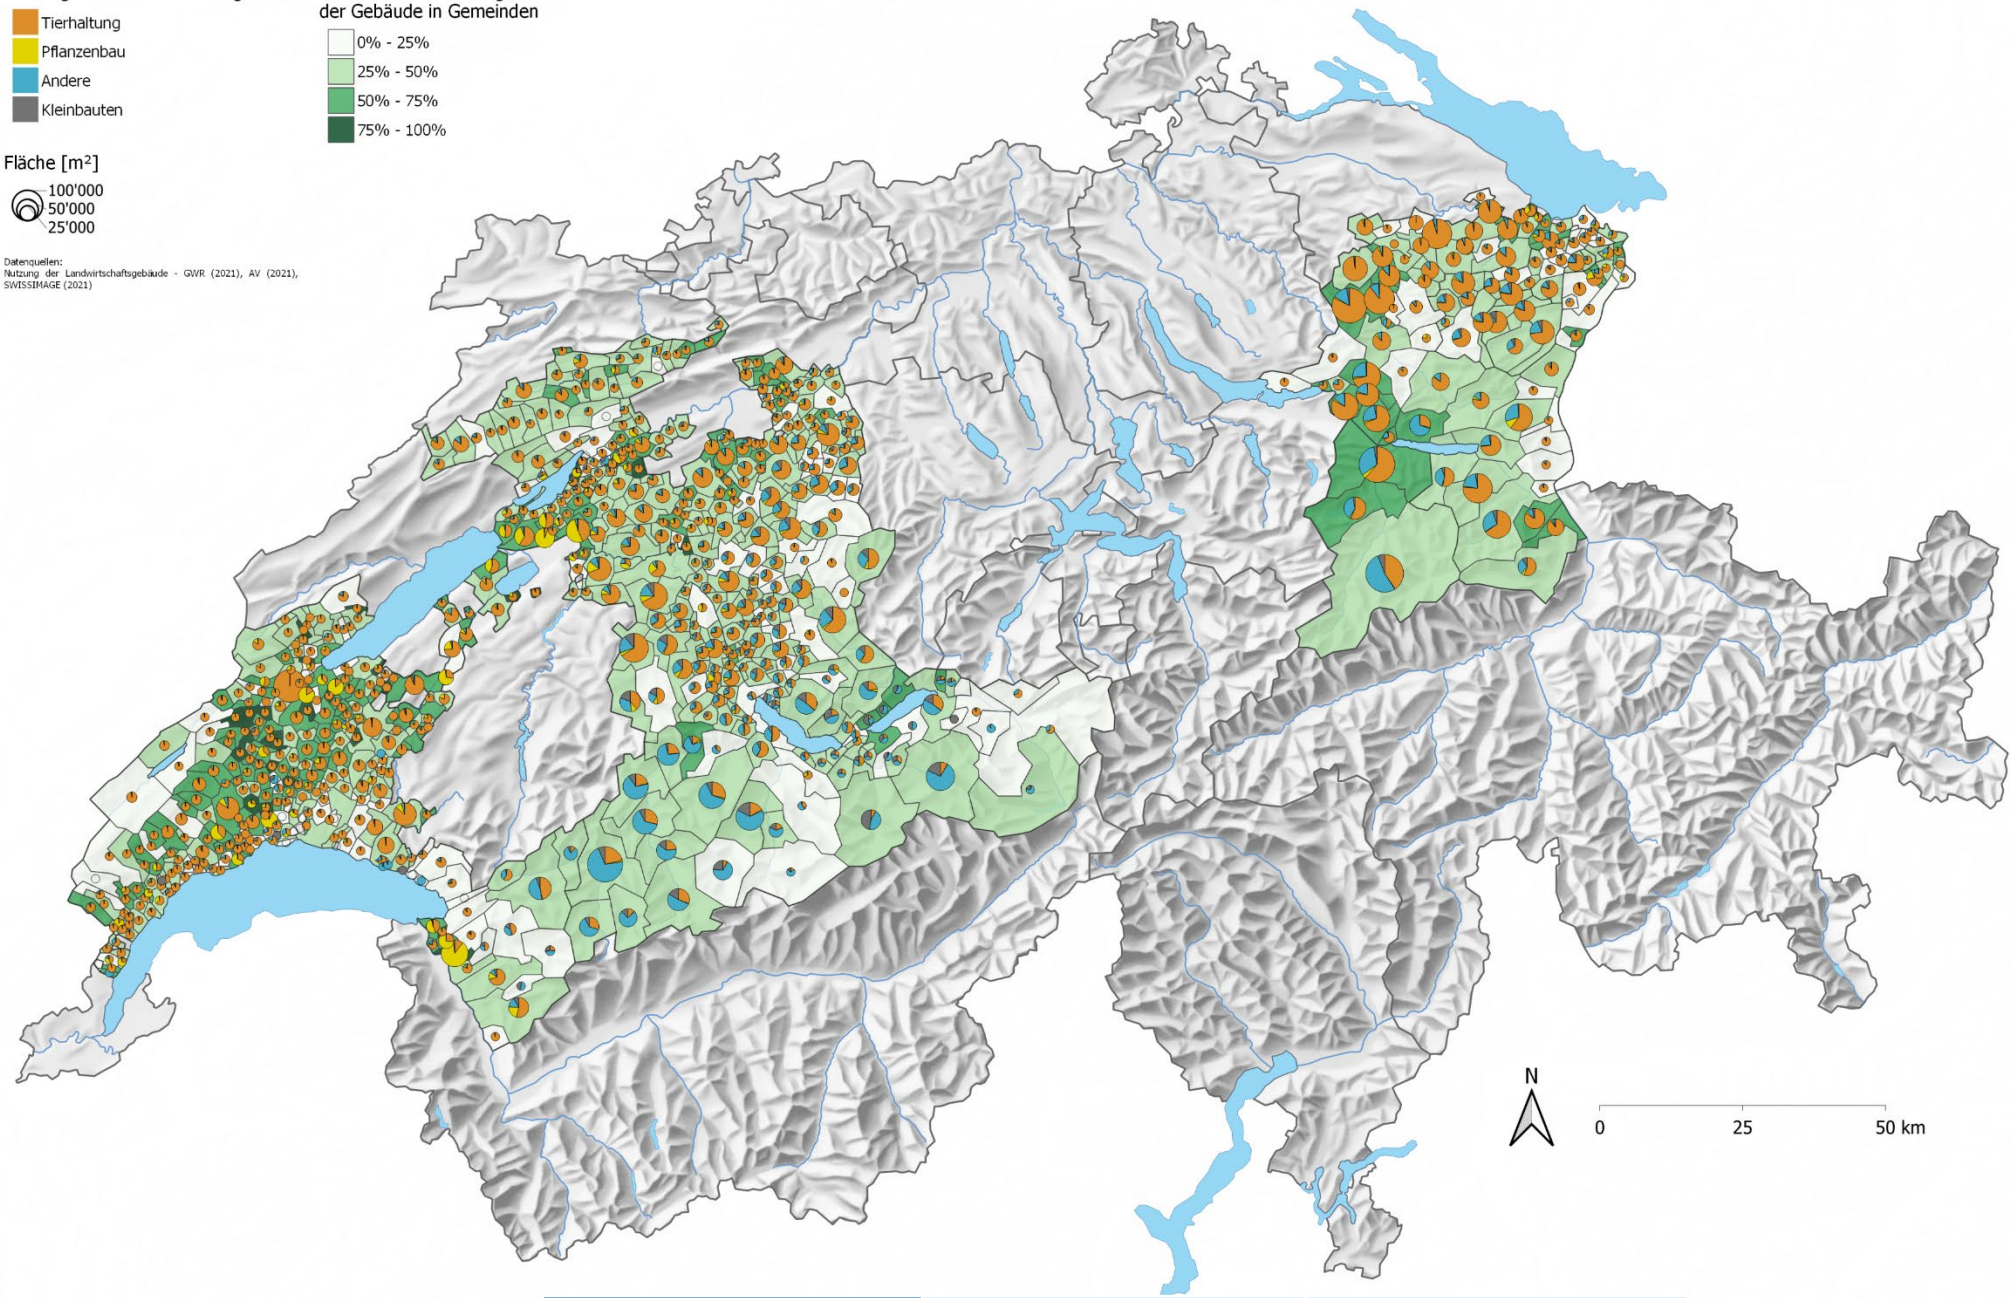 Tierhaltung
Pflanzenbau
Andere
Kleinbauten
der Gebäude in Gemeinden
0% - 25%
25% - 50%
50% - 75%
75% - 100%
Fläche [m²]
100'000
50'000
25'000
Datenquellen:
Nutzung der Landwirtschaftsgebäude - GWR (2021), AV (2021),
SWISSIMAGE (2021)
N
0 25 50 km